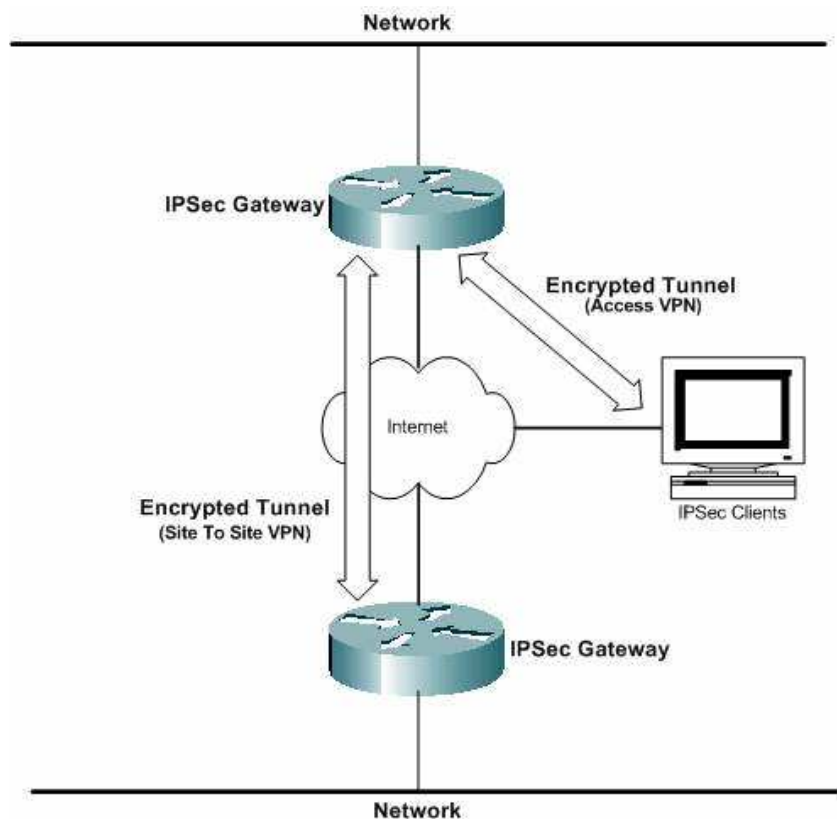 Network
IPSec Gateway
Encrypted Tunnel
(Access VPN)
Internet
Encrypted Tunnel
(Site To Site VPN)
IPSec Clients
IPSec Gateway
Network